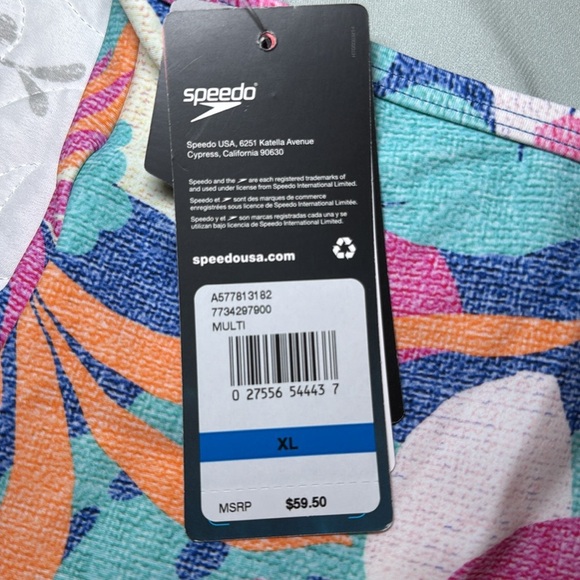 speedo®
Speedo USA, 6251 Katella Avenue
Cypress, California 90630
Speedo and the are each registered trademarks of
and used under license from Speedo International Limited.
Speedo et sont des marques de commerce
enregistrées sous licence de Speedo International Limitée.
Speedo y et son marcas registradas cada una y se
utilizan bajo licencia de Speedo International Limited.
speedousa.com
A577813182
7734297900
MULTI
0 27556 54443 7
XL
MSRP $59.50